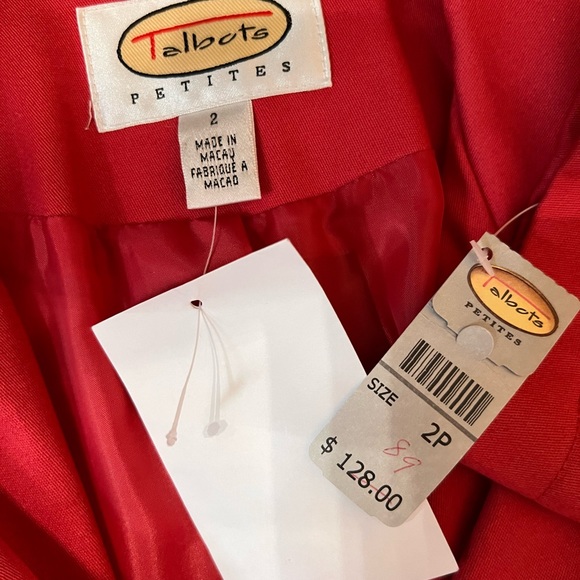 Talbots
PETITES
2
MADE IN
MACAU
FABRIQUE A
MACAO
Talbots
PETITES
SIZE 2P
89
$ 128.00